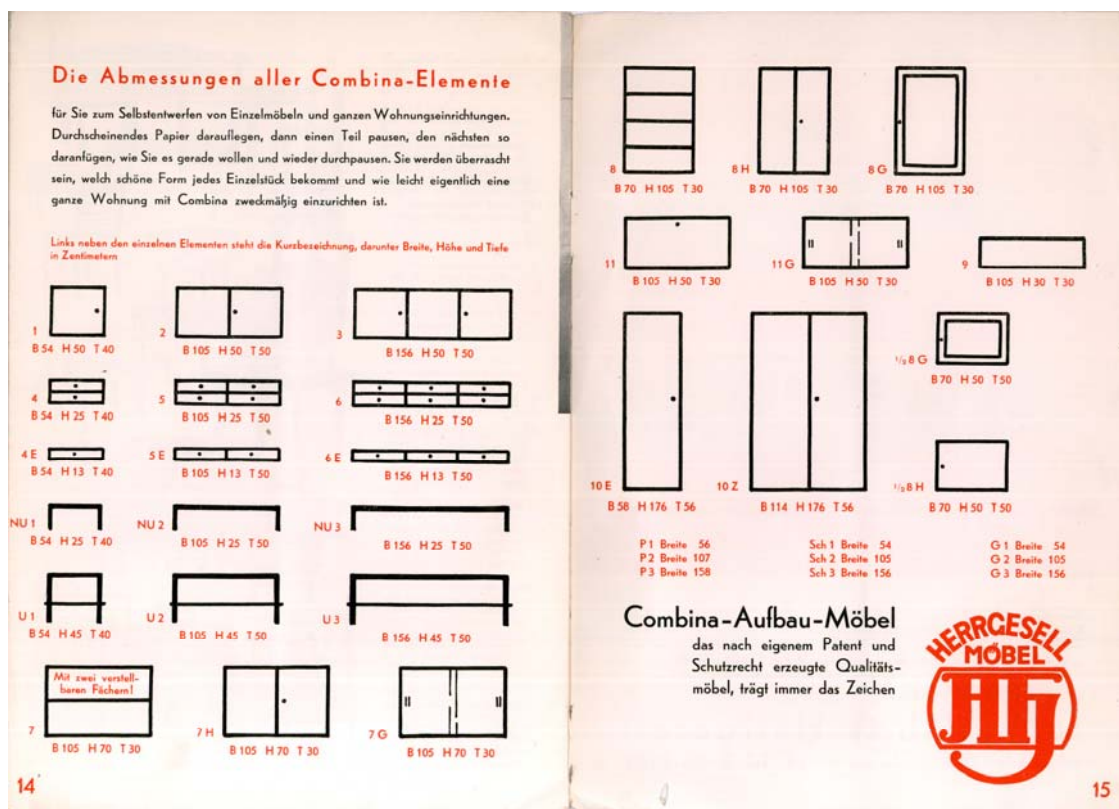 Die Abmessungen aller Combina-Elemente
für Sie zum Selbstentwerfen von Einzelmöbeln und ganzen Wohnungseinrichtungen.
Durchscheinendes Papier darauflegen, dann einen Teil pausen, den nächsten so
daranfügen, wie Sie es gerade wollen und wieder durchpausen. Sie werden überrascht
sein, welch schöne Form jedes Einzelstück bekommt und wie leicht eigentlich eine
ganze Wohnung mit Combina zweckmäßig einzurichten ist.
Links neben den einzelnen Elementen steht die Kurzbezeichnung, darunter Breite, Höhe und Tiefe
in Zentimetern
1 2 3
B 54 H 50 T 40 B 105 H 50 T 50 B 156 H 50 T 50
4 5 6
B 54 H 25 T 40 B 105 H 25 T 50 B 156 H 25 T 50
4 E 5 E 6 E
B 54 H 13 T 40 B 105 H 13 T 50 B 156 H 13 T 50
NU 1 NU 2 NU 3
B 54 H 25 T 40 B 105 H 25 T 50 B 156 H 25 T 50
U 1 U 2 U 3
B 54 H 45 T 40 B 105 H 45 T 50 B 156 H 45 T 50
Mit zwei verstell-
baren Fächern!
7 7 H 7 G
B 105 H 70 T 30 B 105 H 70 T 30 B 105 H 70 T 30
14
8 8 H 8 G
B 70 H 105 T 30 B 70 H 105 T 30 B 70 H 105 T 30
11 11 G 9
B 105 H 50 T 30 B 105 H 50 T 30 B 105 H 30 T 30
1/2 8 G
B 70 H 50 T 50
10 E 10 Z 1/2 8 H
B 58 H 176 T 56 B 114 H 176 T 56 B 70 H 50 T 50
P 1 Breite 56 Sch 1 Breite 54 G 1 Breite 54
P 2 Breite 107 Sch 2 Breite 105 G 2 Breite 105
P 3 Breite 158 Sch 3 Breite 156 G 3 Breite 156
Combina-Aufbau-Möbel
das nach eigenem Patent und
Schutzrecht erzeugte Qualitäts-
möbel, trägt immer das Zeichen
HERRGESELL
MÖBEL
15